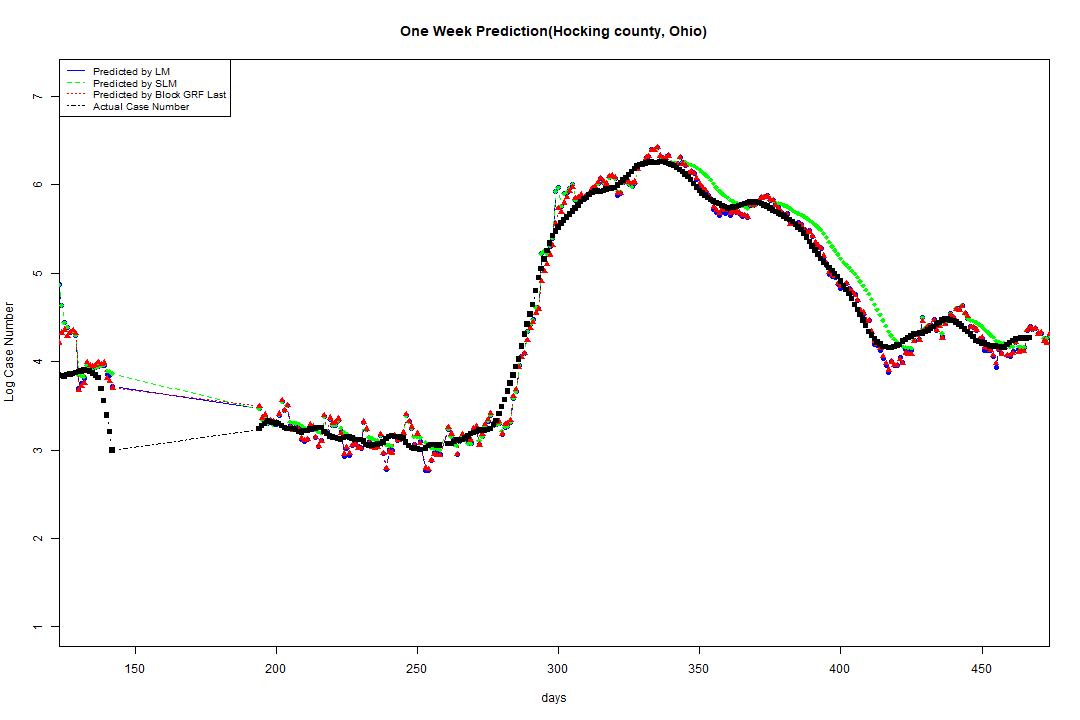 One Week Prediction(Hocking county, Ohio)
Predicted by LM
Predicted by SLM
Predicted by Block GRF Last
Actual Case Number
7
6
5
4
3
2
1
Log Case Number
150 200 250 300 350 400 450
days